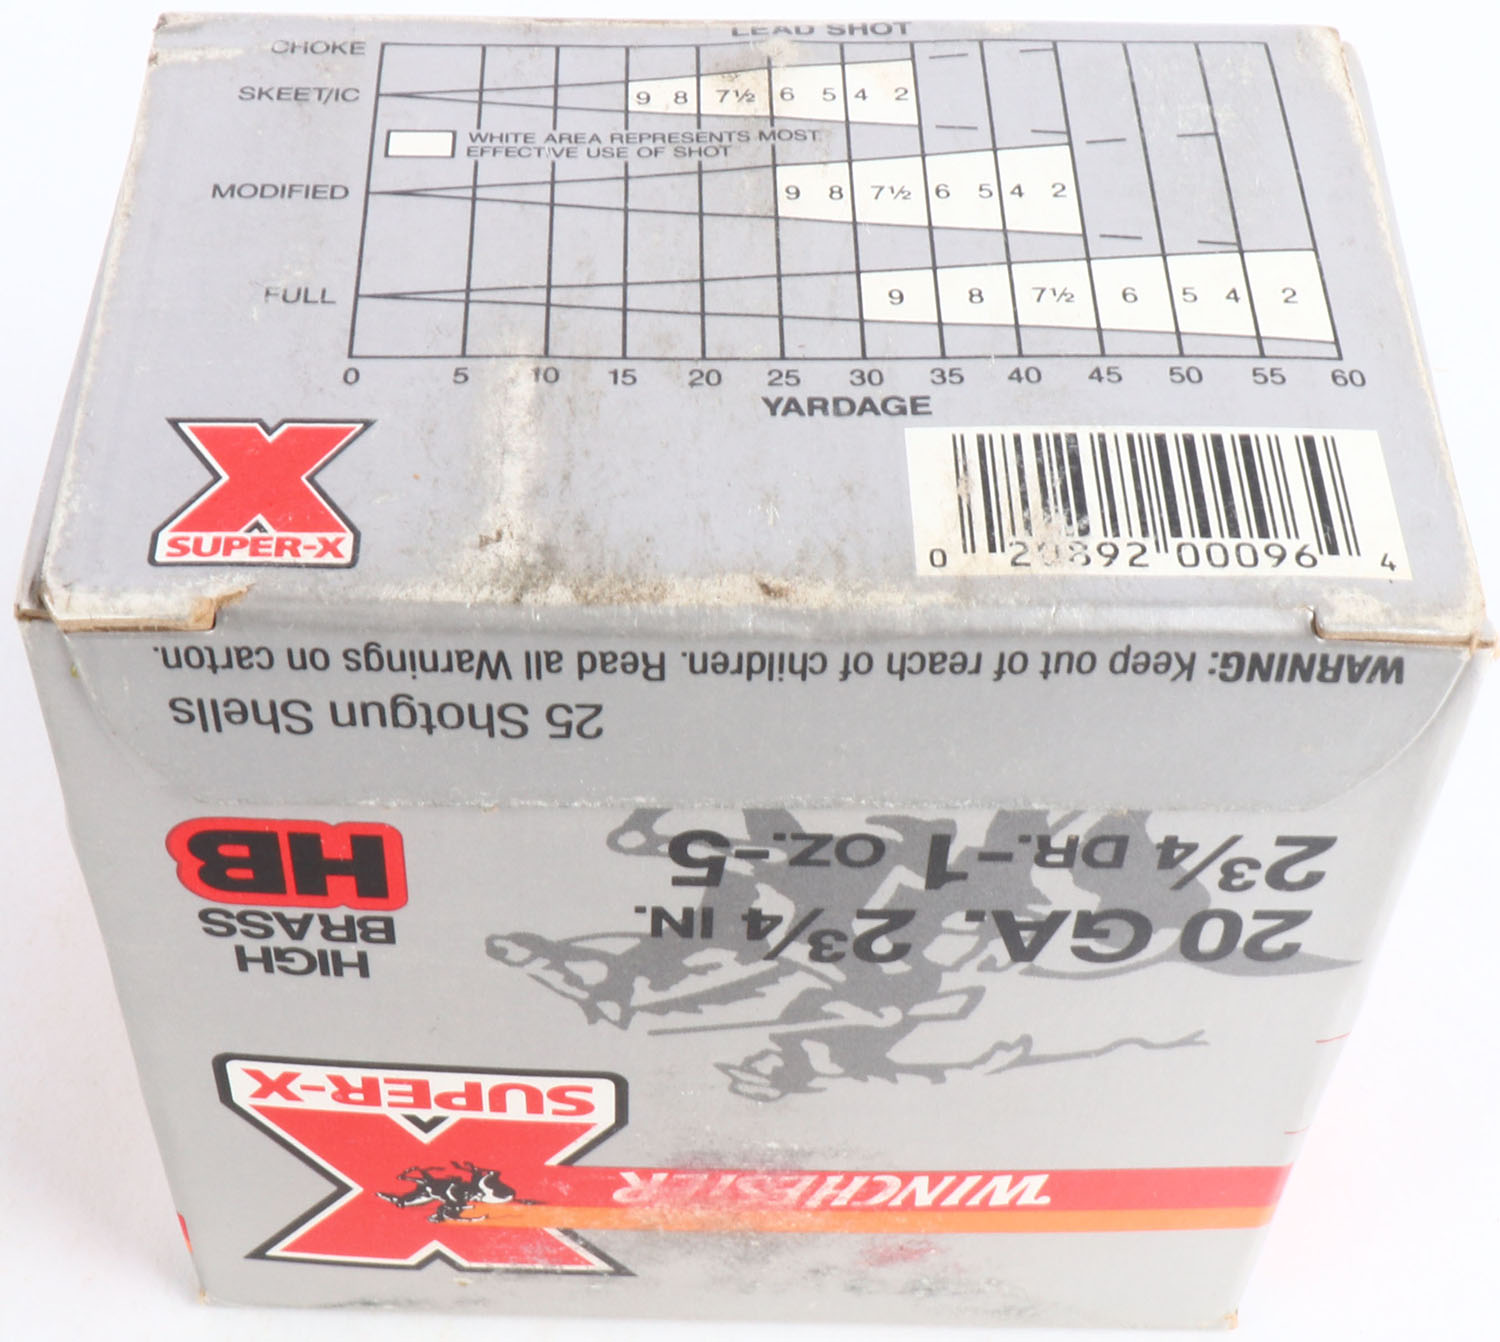 LEAD SHOT
CHOKE
SKEET/IC 9 8 7½ 6 5 4 2
WHITE AREA REPRESENTS MOST
EFFECTIVE USE OF SHOT
MODIFIED 9 8 7½ 6 5 4 2
FULL 9 8 7½ 6 5 4 2
0 5 10 15 20 25 30 35 40 45 50 55 60
YARDAGE
X
SUPER-X
0 20892 00096 4
WARNING: Keep out of reach of children. Read all Warnings on carton.
25 Shotgun Shells
2¾ DR.-1 OZ.-5
HB
20 GA. 2¾ IN.
HIGH
BRASS
SUPER-X
X
WINCHESTER